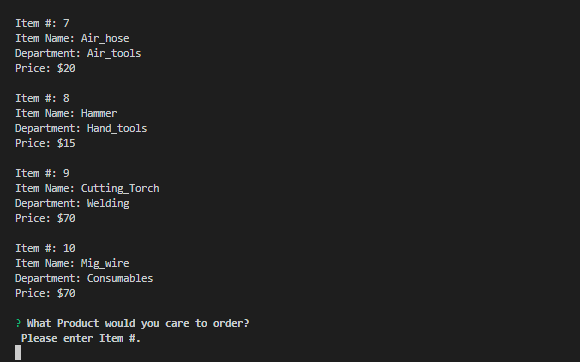 Item #: 7
Item Name: Air_hose
Department: Air_tools
Price: $20
Item #: 8
Item Name: Hammer
Department: Hand_tools
Price: $15
Item #: 9
Item Name: Cutting_Torch
Department: Welding
Price: $70
Item #: 10
Item Name: Mig_wire
Department: Consumables
Price: $70
? What Product would you care to order?
Please enter Item #.